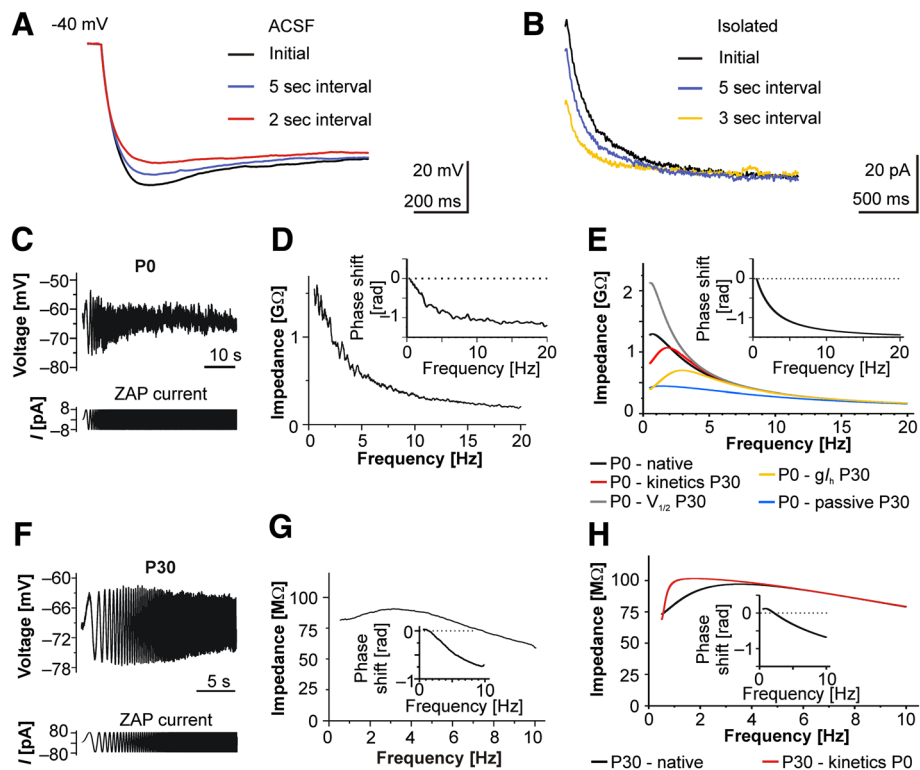 A
-40 mV
ACSF
Initial
5 sec interval
2 sec interval
20 mV
200 ms
B
Isolated
Initial
5 sec interval
3 sec interval
20 pA
500 ms
C
P0
Voltage [mV]
−50
−60
−70
−80
10 s
ZAP current
I [pA]
8
−8
D
Impedance [GΩ]
1
0
0 5 10 15 20
Frequency [Hz]
Phase shift [rad]
0
−1
0 5 10 15 20
Frequency [Hz]
E
Impedance [GΩ]
2
1
0
0 5 10 15 20
Frequency [Hz]
Phase shift [rad]
0
−1
0 5 10 15 20
Frequency [Hz]
P0 - native
P0 - kinetics P30
P0 - V1/2 P30
P0 - gIh P30
P0 - passive P30
F
P30
Voltage [mV]
−60
−66
−72
−78
5 s
ZAP current
I [pA]
80
−80
G
Impedance [MΩ]
100
75
50
25
0
0 2 4 6 8 10
Frequency [Hz]
Phase shift [rad]
0
−1
0 10
Frequency [Hz]
H
Impedance [MΩ]
100
75
50
25
0
0 2 4 6 8 10
Frequency [Hz]
Phase shift [rad]
0
−1
0 10
Frequency [Hz]
P30 - native
P30 - kinetics P0